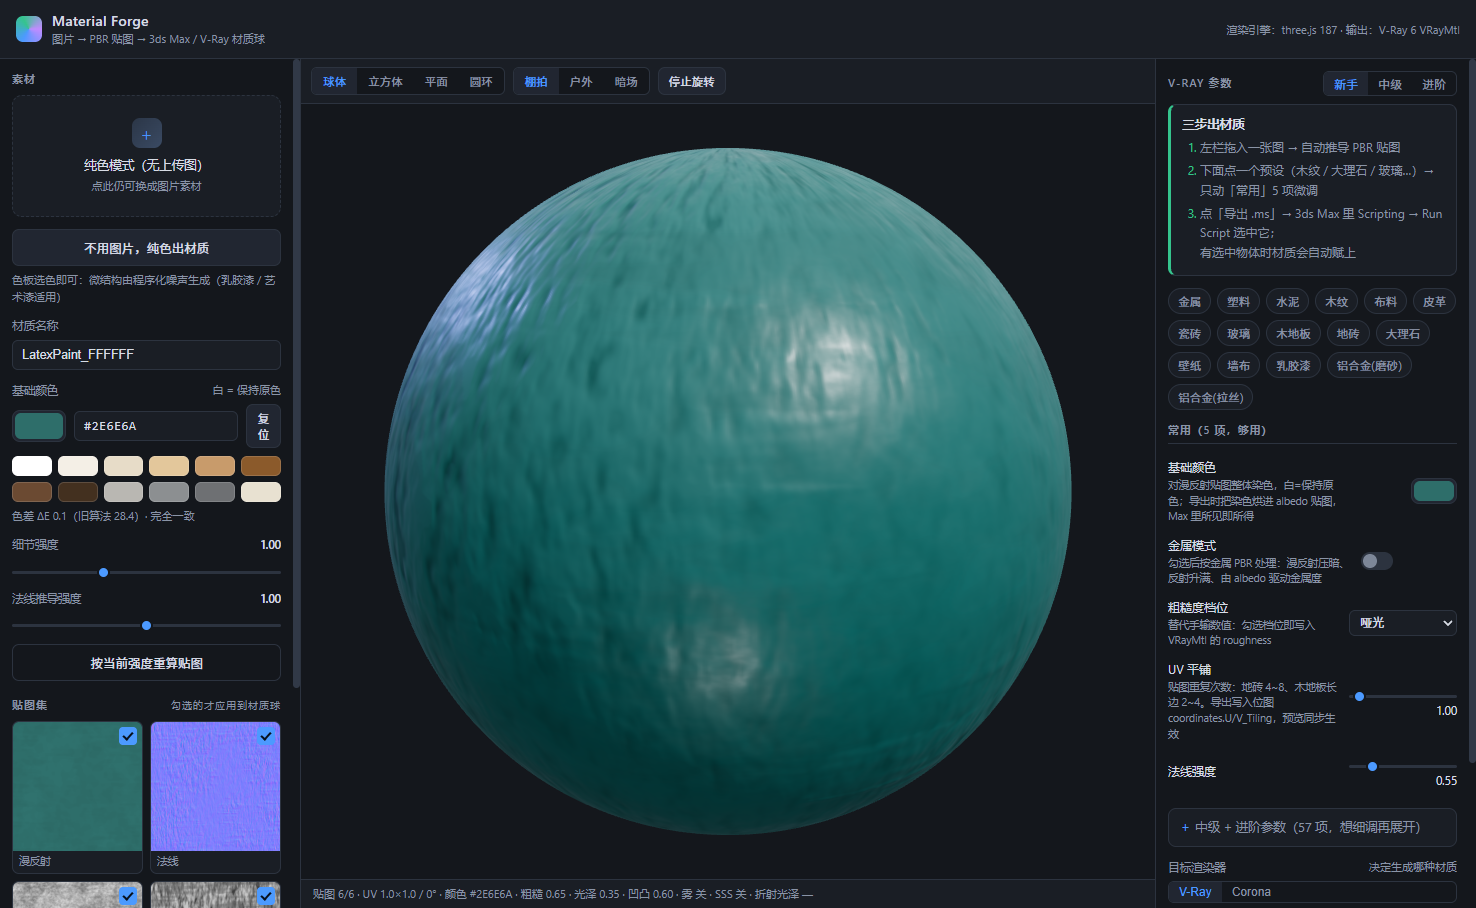 Material Forge
图片 → PBR 贴图 → 3ds Max / V-Ray 材质球
渲染引擎：three.js 187 · 输出：V-Ray 6 VRayMtl
素材
+
纯色模式（无上传图）
点此仍可换成图片素材
不用图片，纯色出材质
色板选色即可：微结构由程序化噪声生成（乳胶漆 / 艺
术漆适用）
材质名称
LatexPaint_FFFFFF
基础颜色
白 = 保持原色
#2E6E6A
复
位
色差 ΔE 0.1（旧算法 28.4）· 完全一致
细节强度
1.00
法线推导强度
1.00
按当前强度重算贴图
贴图集
勾选的才应用到材质球
漫反射
法线
球体
立方体
平面
圆环
棚拍
户外
暗场
停止旋转
贴图 6/6 · UV 1.0×1.0 / 0° · 颜色 #2E6E6A · 粗糙 0.65 · 光泽 0.35 · 凹凸 0.60 · 雾 关 · SSS 关 · 折射光泽 —
V-RAY 参数
新手
中级
进阶
三步出材质
1. 左栏拖入一张图 → 自动推导 PBR 贴图
2. 下面点一个预设（木纹 / 大理石 / 玻璃…）→
只动「常用」5 项微调
3. 点「导出 .ms」→ 3ds Max 里 Scripting → Run
Script 选中它；
有选中物体时材质会自动赋上
金属
塑料
水泥
木纹
布料
皮革
瓷砖
玻璃
木地板
地砖
大理石
壁纸
墙布
乳胶漆
铝合金(磨砂)
铝合金(拉丝)
常用（5 项，够用）
基础颜色
对漫反射贴图整体染色，白=保持原
色；导出时把染色烘进 albedo 贴图，
Max 里所见即所得
金属模式
勾选后按金属 PBR 处理：漫反射压暗、
反射升满、由 albedo 驱动金属度
粗糙度档位
替代手输数值：勾选档位即写入
VRayMtl 的 roughness
哑光
UV 平铺
贴图重复次数：地砖 4~8、木地板长
边 2~4。导出写入位图
coordinates.U/V_Tiling，预览同步生
效
1.00
法线强度
0.55
+ 中级 + 进阶参数（57 项，想细调再展开）
目标渲染器
决定生成哪种材质
V-Ray
Corona